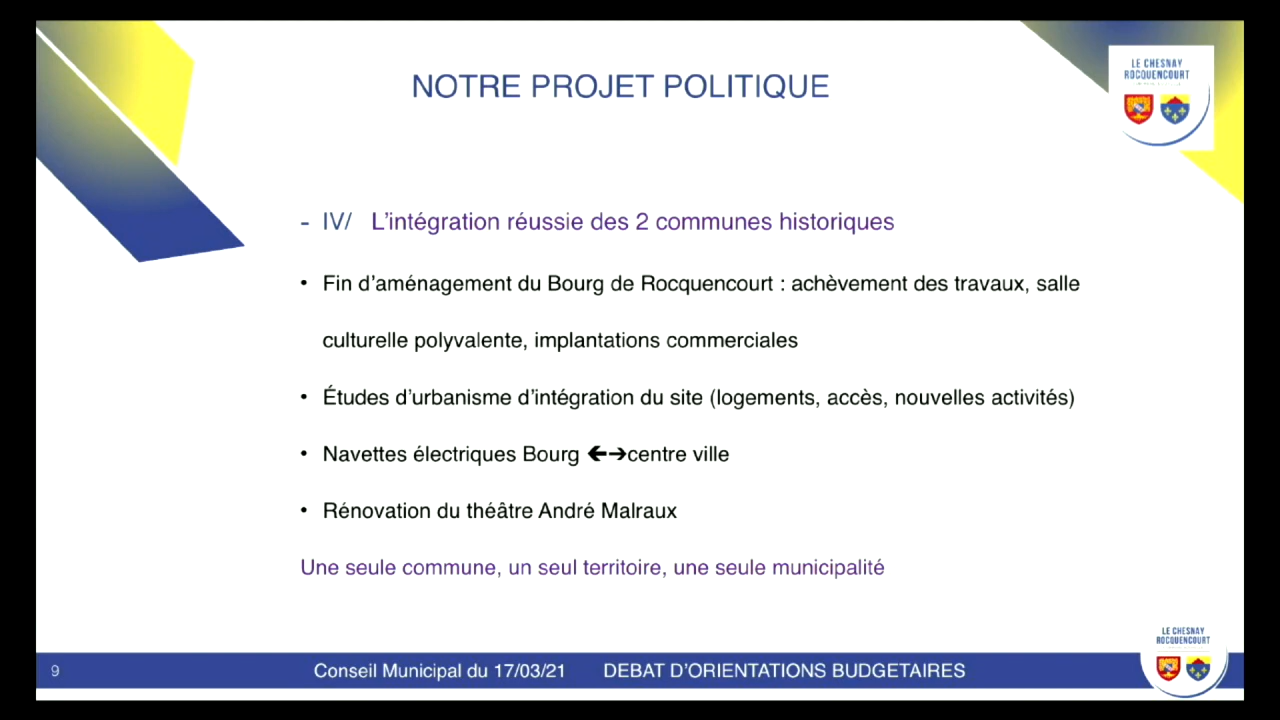 NOTRE PROJET POLITIQUE
LE CHESNAY
ROCQUENCOURT
- IV/ L'intégration réussie des 2 communes historiques
• Fin d'aménagement du Bourg de Rocquencourt : achèvement des travaux, salle
culturelle polyvalente, implantations commerciales
• Études d'urbanisme d'intégration du site (logements, accès, nouvelles activités)
• Navettes électriques Bourg 🡰➔centre ville
• Rénovation du théâtre André Malraux
Une seule commune, un seul territoire, une seule municipalité
LE CHESNAY
ROCQUENCOURT
9 Conseil Municipal du 17/03/21 DEBAT D'ORIENTATIONS BUDGETAIRES